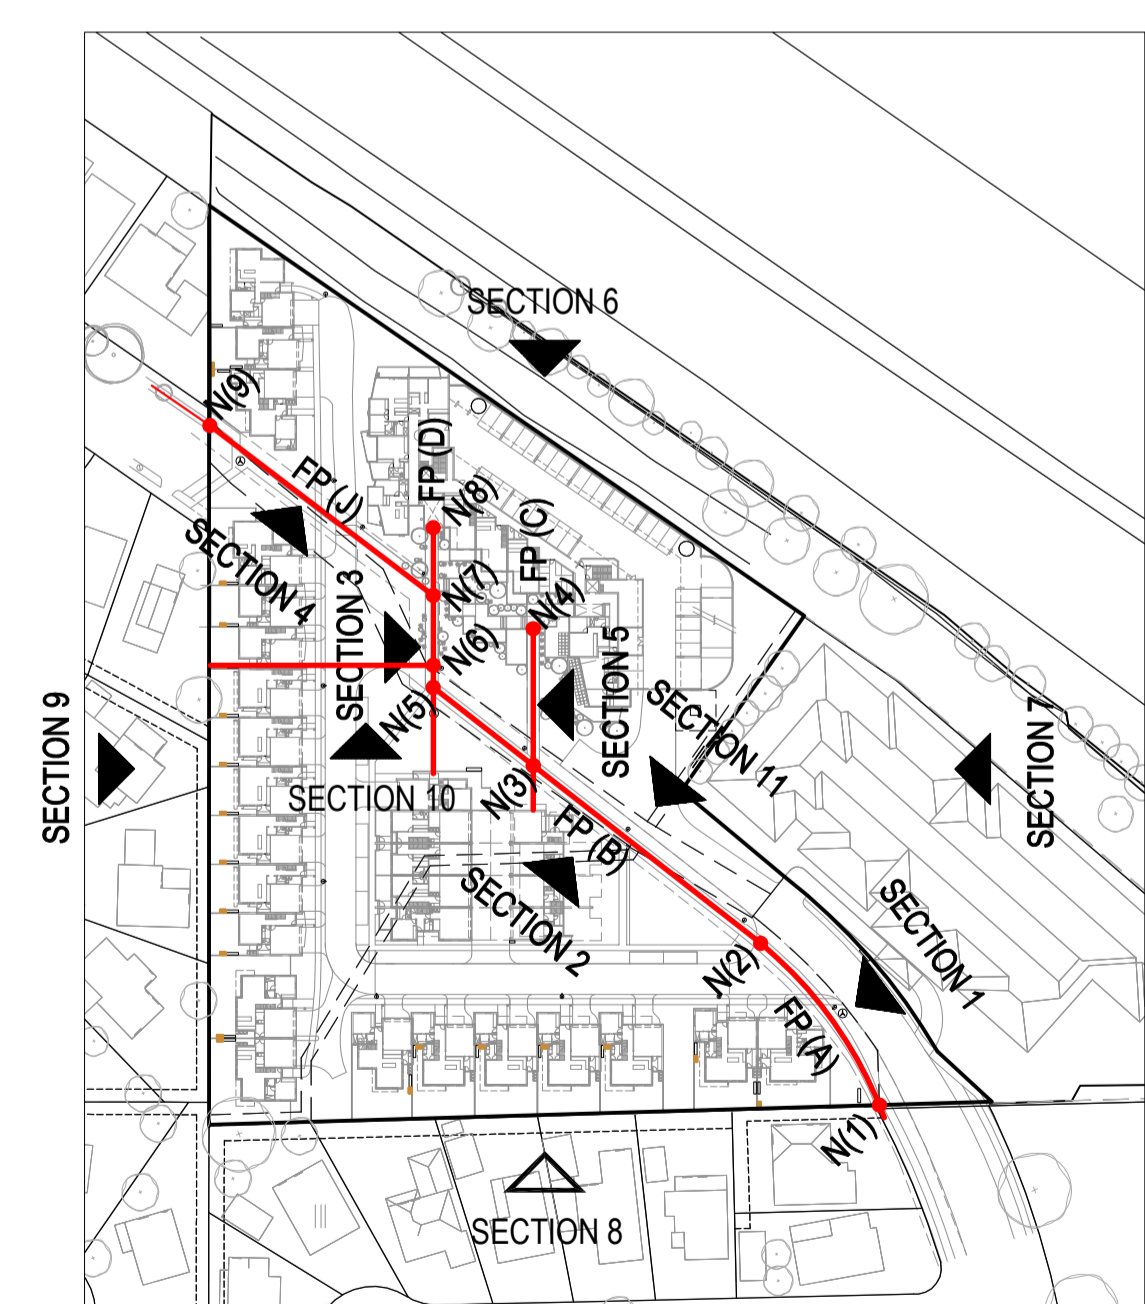 SECTION 6
N(9)
FP (J)
FP (D)
N(8)
FP (C)
SECTION 4
SECTION 3
N(7)
N(4)
N(6)
SECTION 5
N(5)
SECTION 11
SECTION 9
SECTION 7
SECTION 10
N(3)
FP (B)
SECTION 2
SECTION 1
N(2)
FP (A)
N(1)
SECTION 8